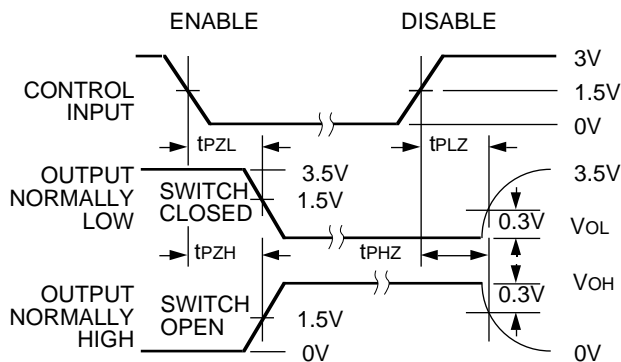 ENABLE DISABLE
3V
CONTROL
INPUT
1.5V
0V
tPZL tPLZ
OUTPUT
NORMALLY
LOW
SWITCH
CLOSED
3.5V
1.5V
3.5V
0.3V
VOL
tPZH tPHZ
OUTPUT
NORMALLY
HIGH
SWITCH
OPEN
1.5V
0V
0.3V
VOH
0V